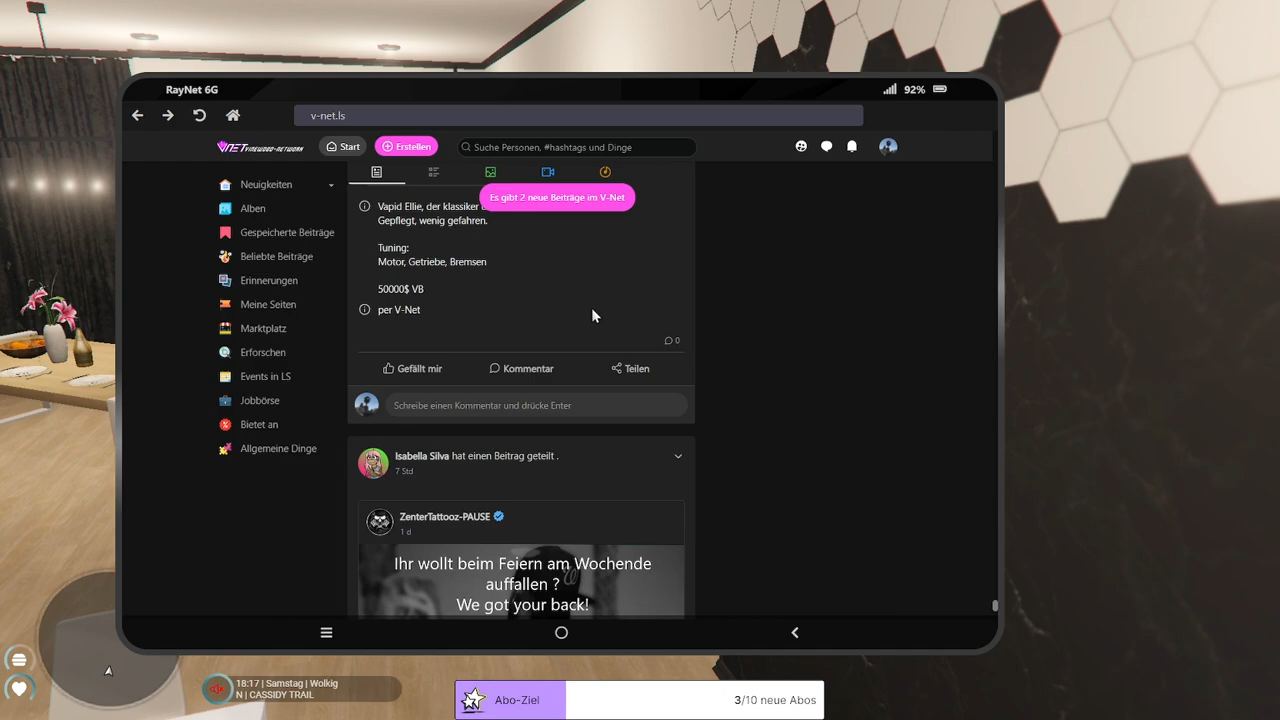 RayNet 6G
92%
v-net.ls
VNET VINEWOOD-NETWORK
Start
Erstellen
Suche Personen, #hashtags und Dinge
Neuigkeiten
Alben
Gespeicherte Beiträge
Beliebte Beiträge
Erinnerungen
Meine Seiten
Marktplatz
Erforschen
Events in LS
Jobbörse
Bietet an
Allgemeine Dinge
Es gibt 2 neue Beiträge im V-Net
Vapid Ellie, der klassiker
Gepflegt, wenig gefahren.
Tuning:
Motor, Getriebe, Bremsen
50000$ VB
per V-Net
0
Gefällt mir
Kommentar
Teilen
Schreibe einen Kommentar und drücke Enter
Isabella Silva hat einen Beitrag geteilt .
7 Std
ZenterTattooz-PAUSE
1 d
Ihr wollt beim Feiern am Wochende
auffallen ?
We got your back!
18:17 | Samstag | Wolkig
N | CASSIDY TRAIL
Abo-Ziel
3/10 neue Abos